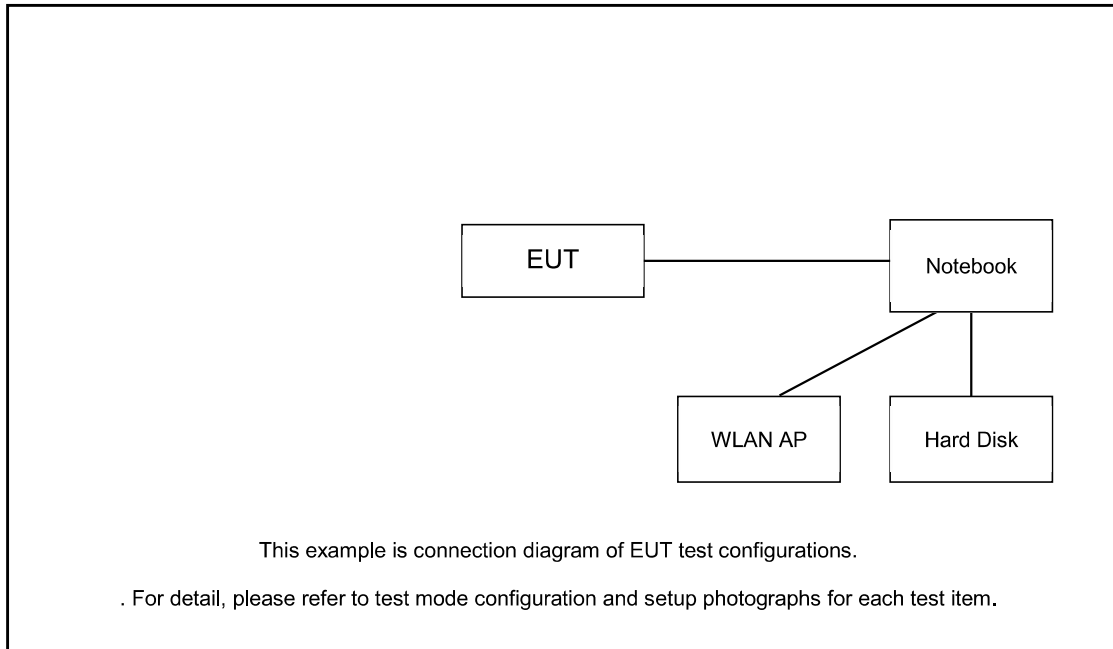 EUT
Notebook
WLAN AP
Hard Disk
This example is connection diagram of EUT test configurations.
. For detail, please refer to test mode configuration and setup photographs for each test item.